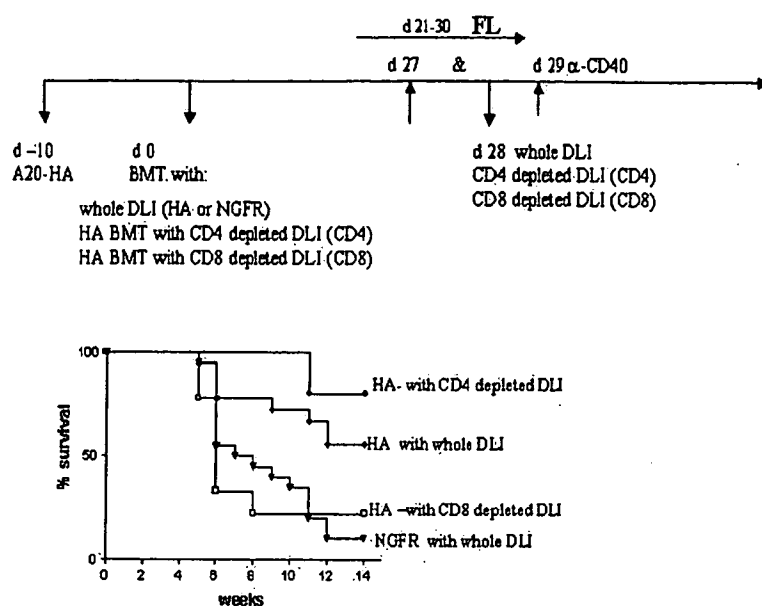 d 21-30 FL
d 27 & d 29 α-CD40
d –10 d 0 d 28 whole DLI
A20-HA BMT. with: CD4 depleted DLI (CD4)
CD8 depleted DLI (CD8)
whole DLI (HA or NGFR)
HA BMT with CD4 depleted DLI (CD4)
HA BMT with CD8 depleted DLI (CD8)
100
HA- with CD4 depleted DLI
% survival
HA with whole DLI
50
HA –with CD8 depleted DLI
NGFR with whole DLI
0
0 2 4 6 8 10 12 14
weeks